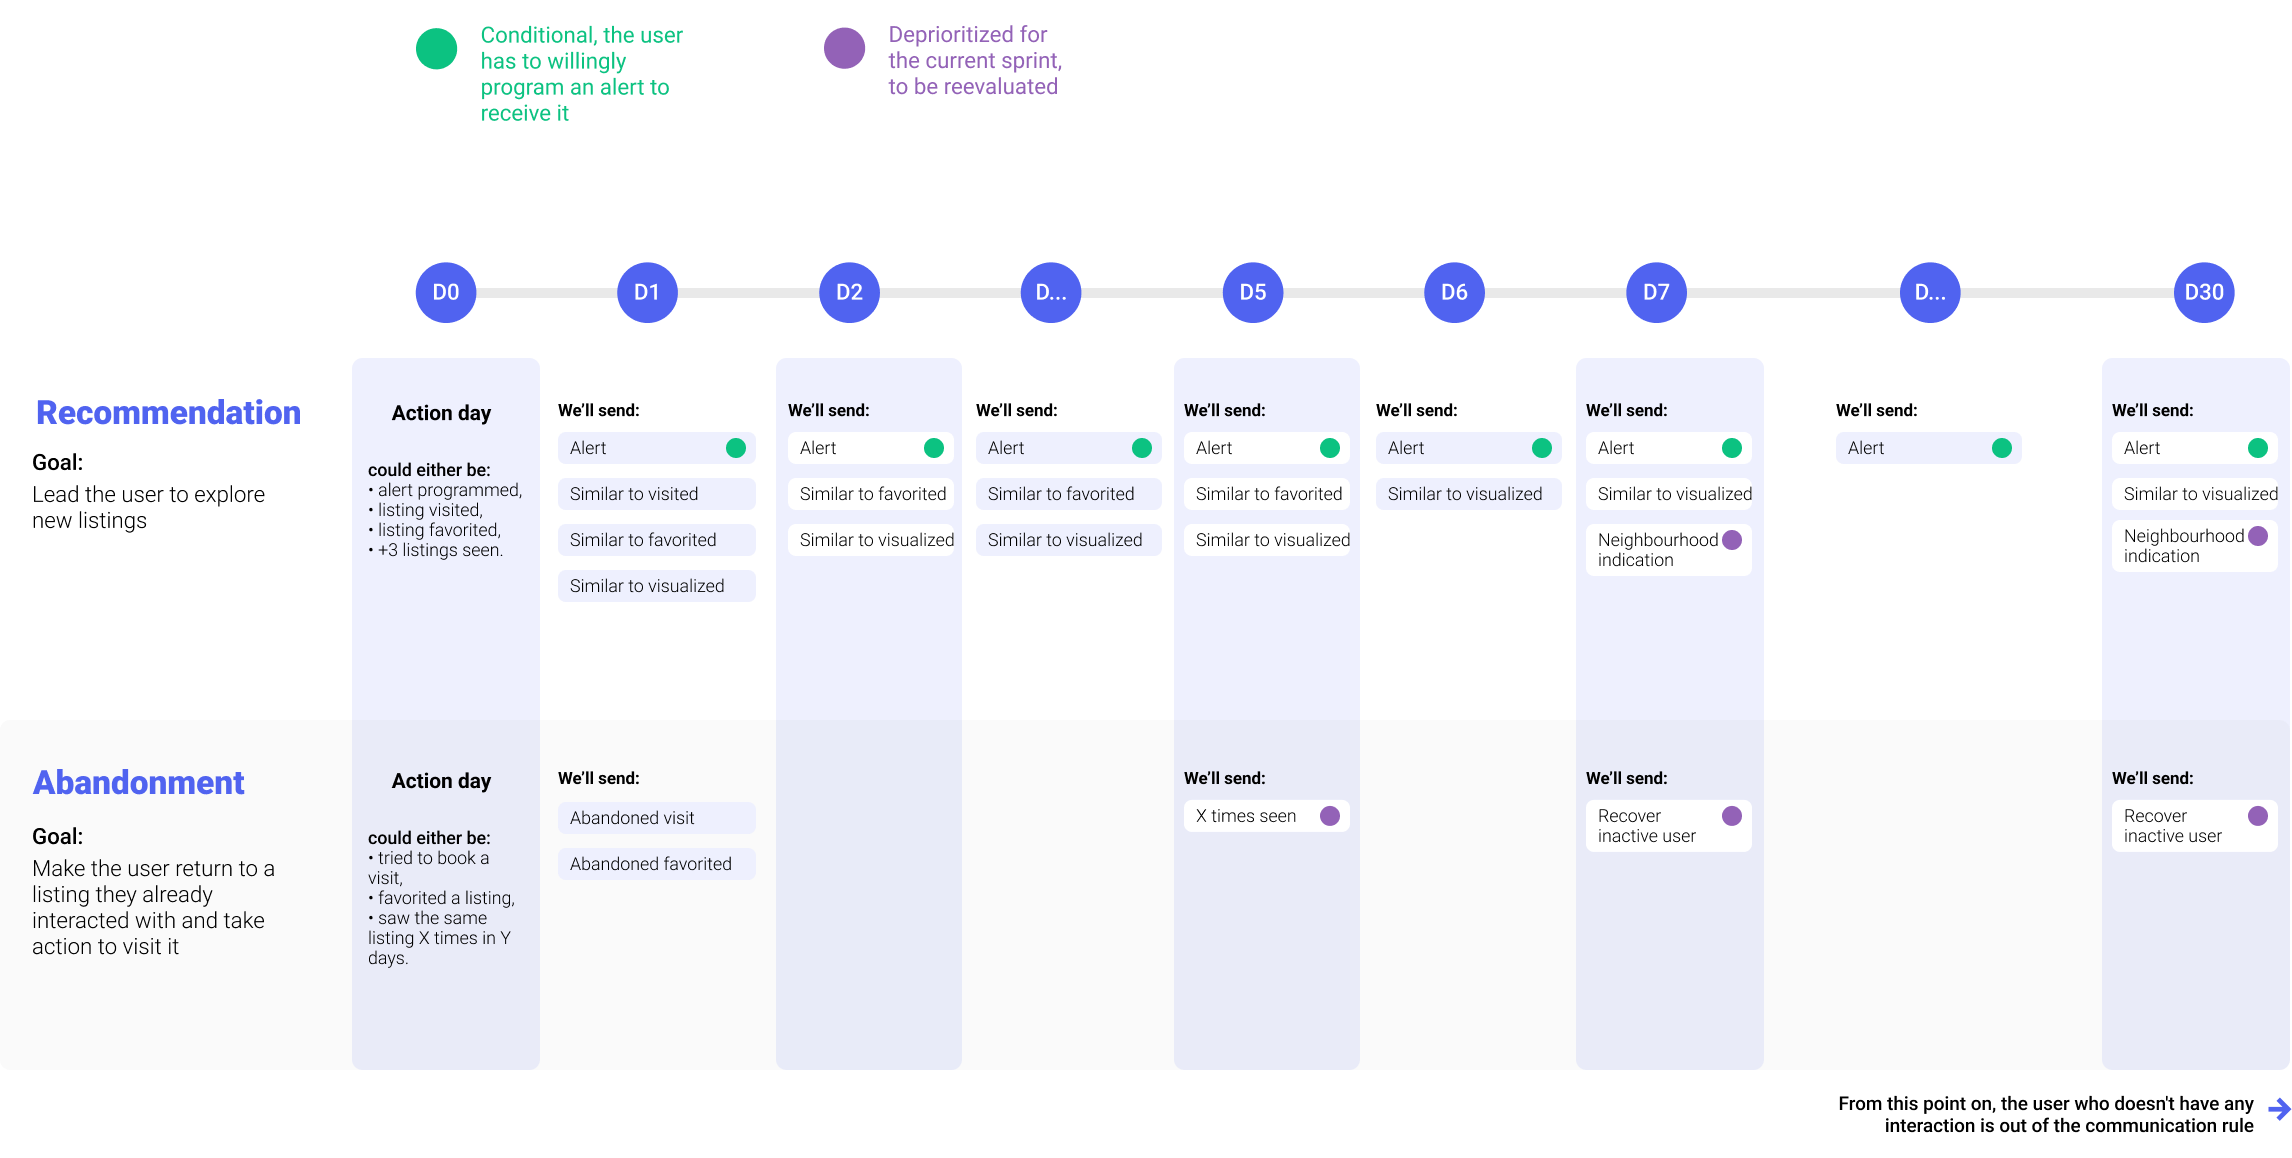 Conditional, the user
has to willingly
program an alert to
receive it
Deprioritized for
the current sprint,
to be reevaluated
D0
D1
D2
D...
D5
D6
D7
D...
D30
Recommendation
Goal:
Lead the user to explore
new listings
Action day
could either be:
• alert programmed,
• listing visited,
• listing favorited,
• +3 listings seen.
We'll send:
Alert
Similar to visited
Similar to favorited
Similar to visualized
We'll send:
Alert
Similar to favorited
Similar to visualized
We'll send:
Alert
Similar to favorited
Similar to visualized
We'll send:
Alert
Similar to favorited
Similar to visualized
We'll send:
Alert
Similar to visualized
We'll send:
Alert
Similar to visualized
Neighbourhood
indication
We'll send:
Alert
We'll send:
Alert
Similar to visualized
Neighbourhood
indication
Abandonment
Goal:
Make the user return to a
listing they already
interacted with and take
action to visit it
Action day
could either be:
• tried to book a
visit,
• favorited a listing,
• saw the same
listing X times in Y
days.
We'll send:
Abandoned visit
Abandoned favorited
We'll send:
X times seen
We'll send:
Recover
inactive user
We'll send:
Recover
inactive user
From this point on, the user who doesn't have any
interaction is out of the communication rule